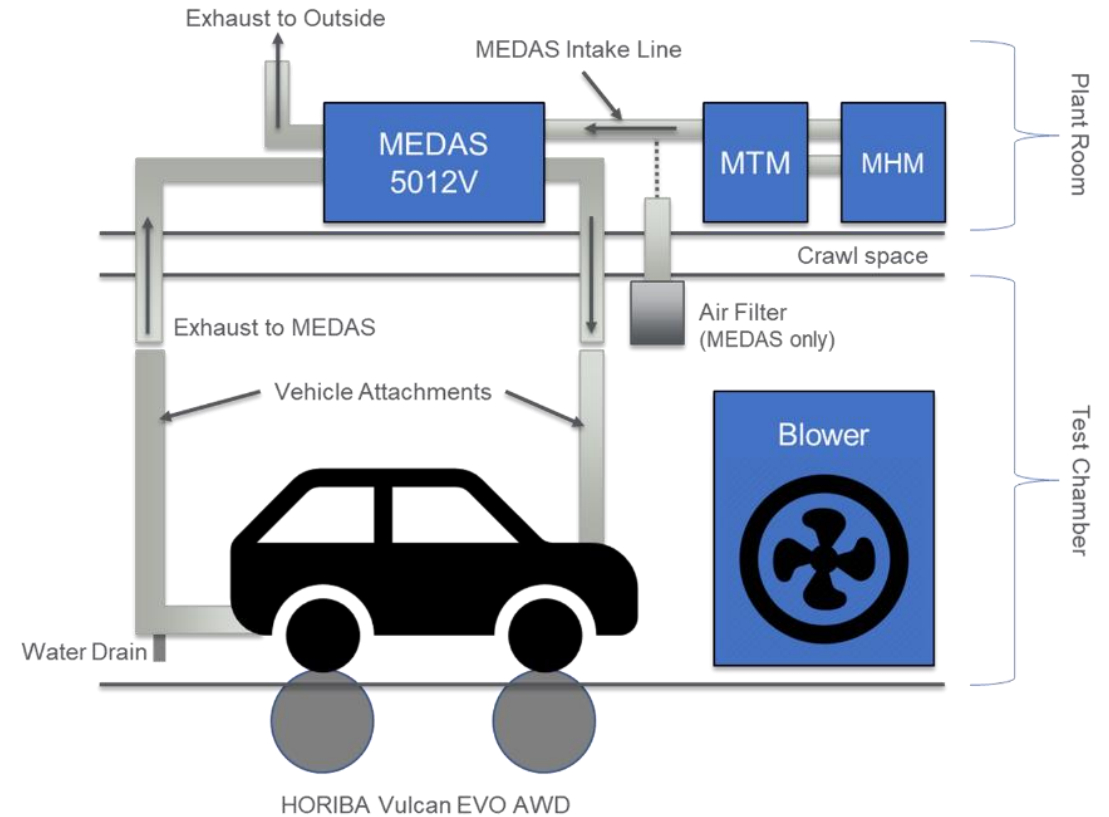 Exhaust to Outside
MEDAS Intake Line
MEDAS
5012V
MTM
MHM
Plant Room
Crawl space
Exhaust to MEDAS
Air Filter
(MEDAS only)
Vehicle Attachments
Blower
Test Chamber
Water Drain
HORIBA Vulcan EVO AWD